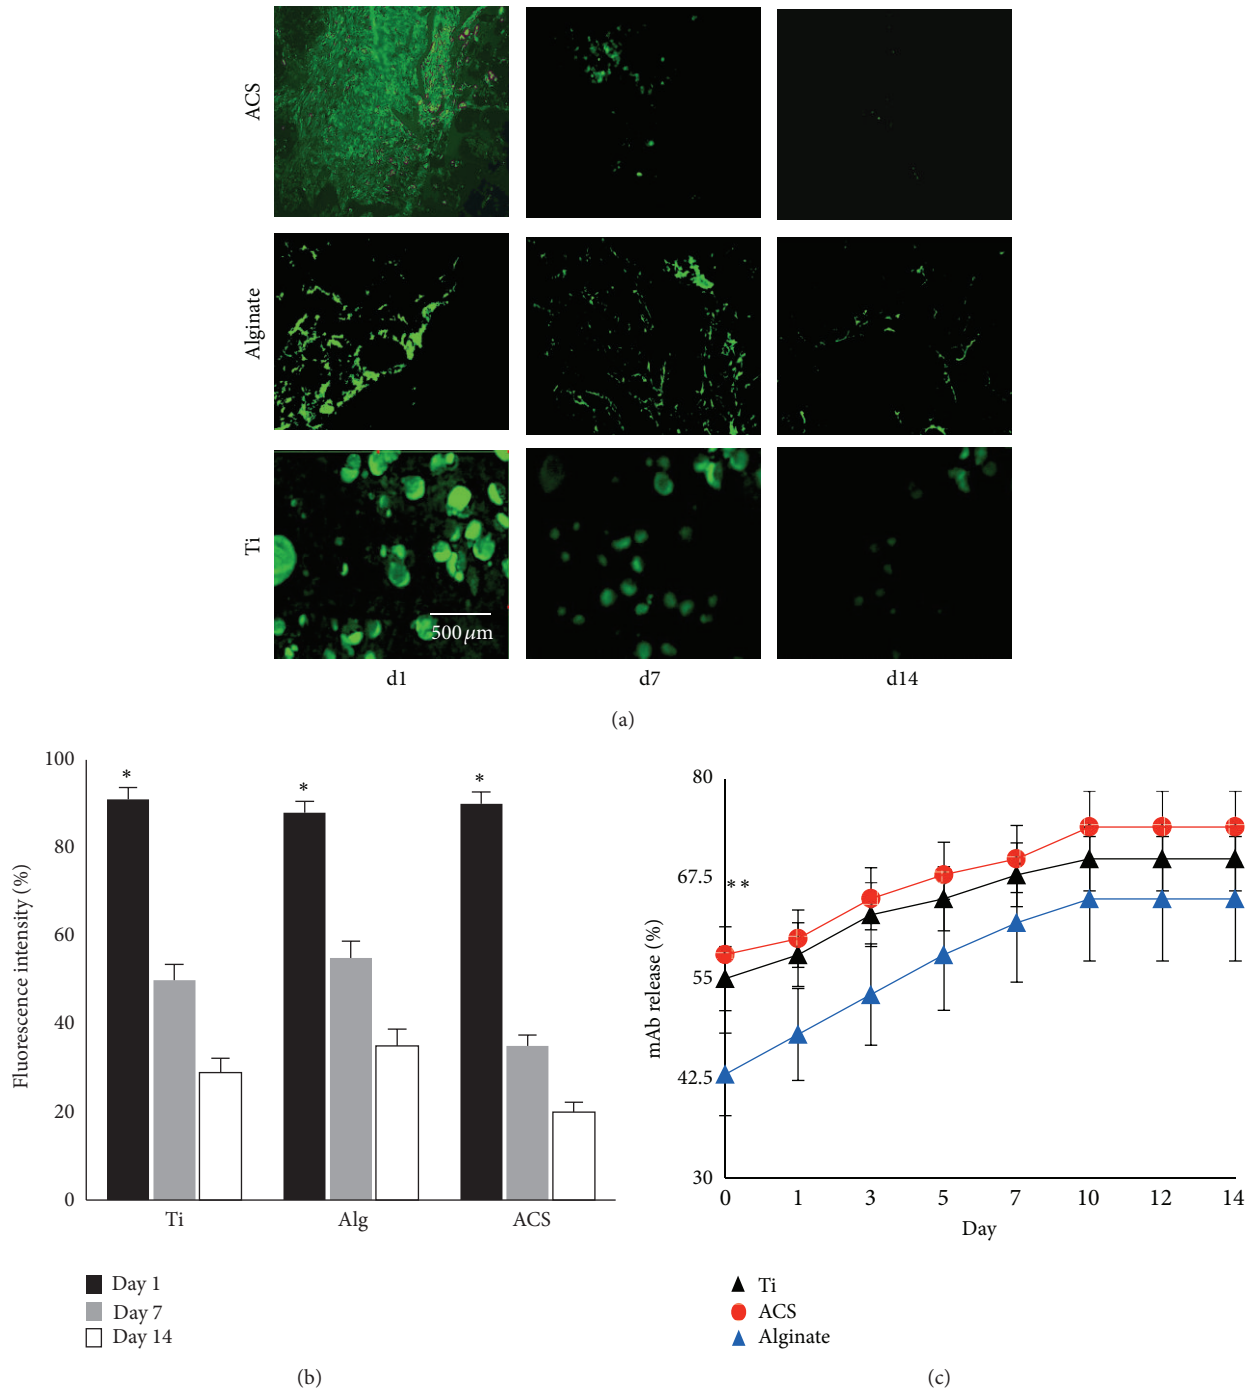 ACS
Alginate
Ti
500 μm
d1
d7
d14
(a)
100
80
60
40
20
0
Fluorescence intensity (%)
*
*
*
Ti
Alg
ACS
Day 1
Day 7
Day 14
(b)
80
67.5
55
42.5
30
mAb release (%)
**
0
1
3
5
7
10
12
14
Day
Ti
ACS
Alginate
(c)